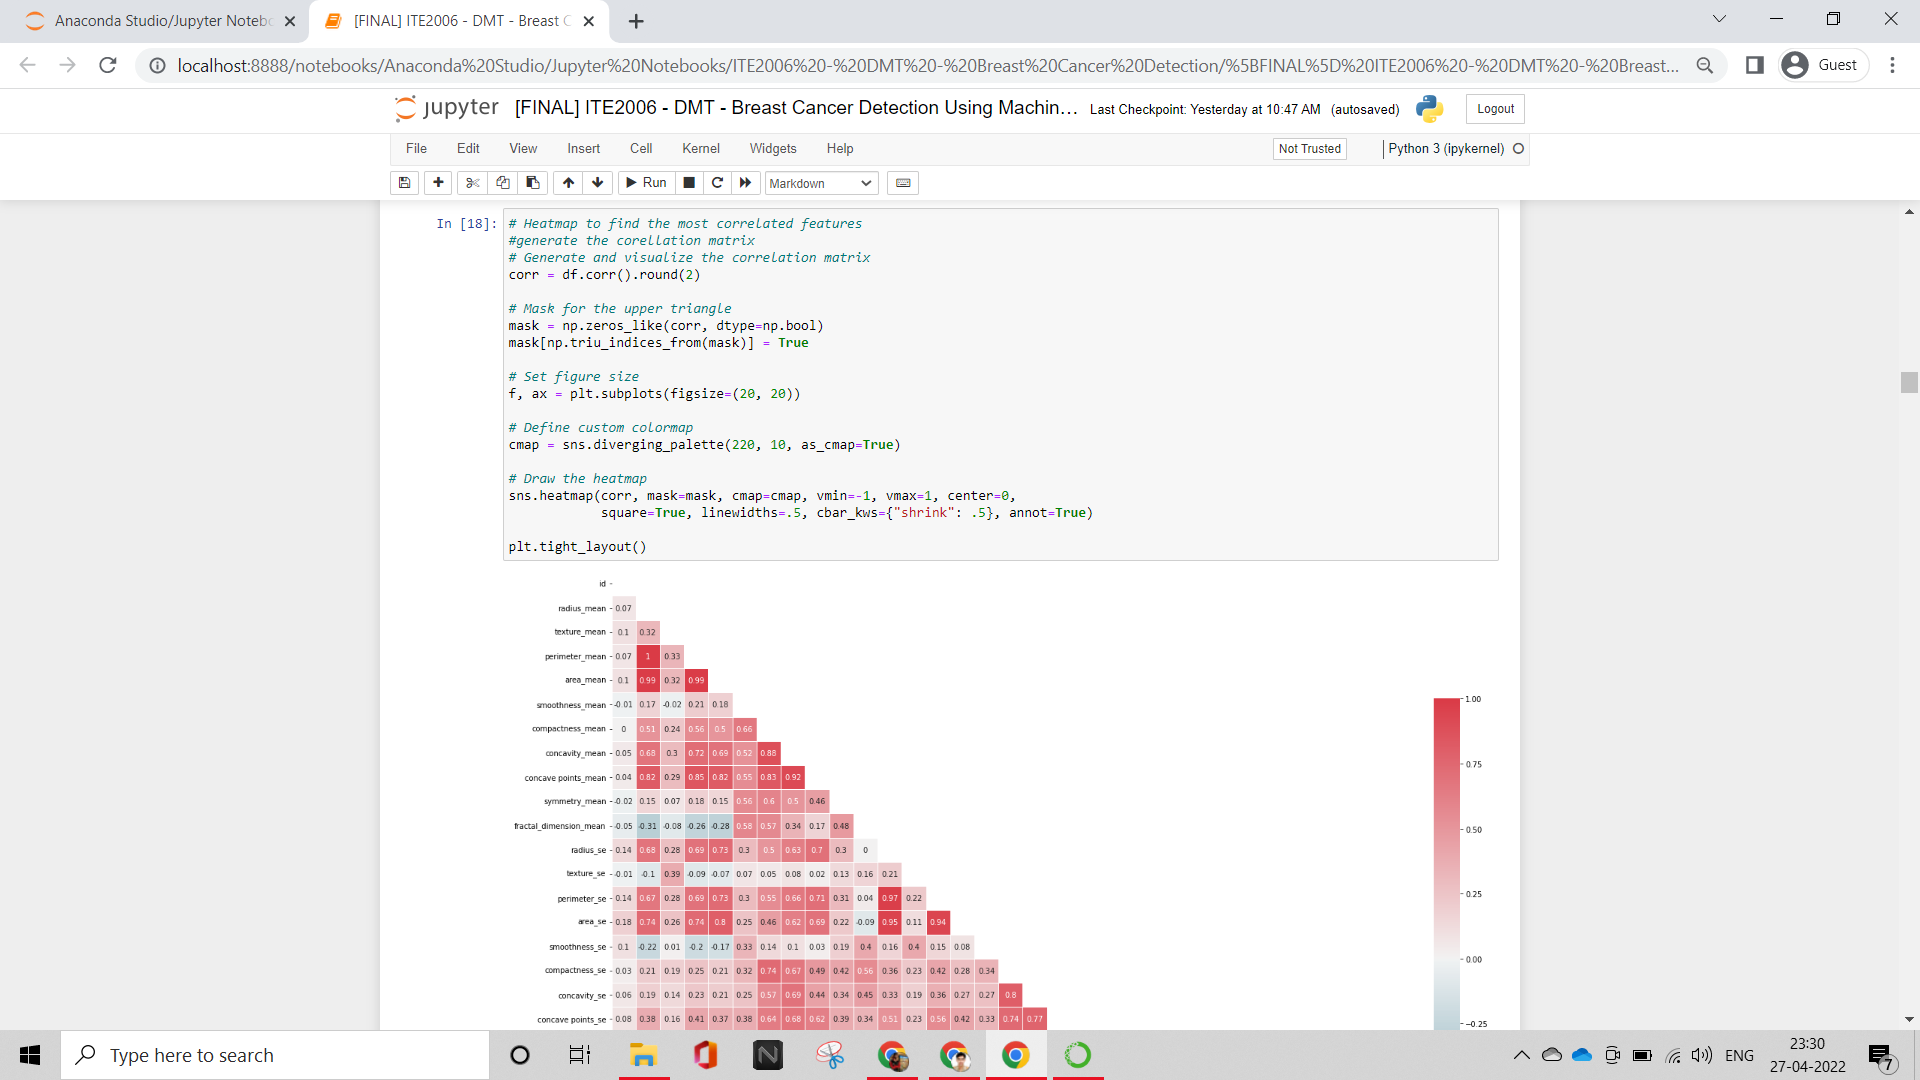 Anaconda Studio/Jupyter Noteb
[FINAL] ITE2006 - DMT - Breast C
localhost:8888/notebooks/Anaconda%20Studio/Jupyter%20Notebooks/ITE2006%20-%20DMT%20-%20Breast%20Cancer%20Detection/%5BFINAL%5D%20ITE2006%20-%20DMT%20-%20Breast...
Guest
jupyter [FINAL] ITE2006 - DMT - Breast Cancer Detection Using Machin... Last Checkpoint: Yesterday at 10:47 AM (autosaved) Logout
File Edit View Insert Cell Kernel Widgets Help Not Trusted Python 3 (ipykernel)
Run Markdown
In [18]:
# Heatmap to find the most correlated features
#generate the corellation matrix
# Generate and visualize the correlation matrix
corr = df.corr().round(2)
# Mask for the upper triangle
mask = np.zeros_like(corr, dtype=np.bool)
mask[np.triu_indices_from(mask)] = True
# Set figure size
f, ax = plt.subplots(figsize=(20, 20))
# Define custom colormap
cmap = sns.diverging_palette(220, 10, as_cmap=True)
# Draw the heatmap
sns.heatmap(corr, mask=mask, cmap=cmap, vmin=-1, vmax=1, center=0,
square=True, linewidths=.5, cbar_kws={"shrink": .5}, annot=True)
plt.tight_layout()
id
radius_mean 0.07
texture_mean 0.1 0.32
perimeter_mean 0.07 1 0.33
area_mean 0.1 0.99 0.32 0.99
smoothness_mean -0.01 0.17 -0.02 0.21 0.18
compactness_mean 0 0.51 0.24 0.56 0.5 0.66
concavity_mean 0.05 0.68 0.3 0.72 0.69 0.52 0.88
concave points_mean 0.04 0.82 0.29 0.85 0.82 0.55 0.83 0.92
symmetry_mean -0.02 0.15 0.07 0.18 0.15 0.56 0.6 0.5 0.46
fractal_dimension_mean -0.05 -0.31 -0.08 -0.26 -0.28 0.58 0.57 0.34 0.17 0.48
radius_se 0.14 0.68 0.28 0.69 0.73 0.3 0.5 0.63 0.7 0.3 0
texture_se -0.01 -0.1 0.39 -0.09 -0.07 0.07 0.05 0.08 0.02 0.13 0.16 0.21
perimeter_se 0.14 0.67 0.28 0.69 0.73 0.3 0.55 0.66 0.71 0.31 0.04 0.97 0.22
area_se 0.18 0.74 0.26 0.74 0.8 0.25 0.46 0.62 0.69 0.22 -0.09 0.95 0.11 0.94
smoothness_se 0.1 -0.22 0.01 -0.2 -0.17 0.33 0.14 0.1 0.03 0.19 0.4 0.16 0.4 0.15 0.08
compactness_se 0.03 0.21 0.19 0.25 0.21 0.32 0.74 0.67 0.49 0.42 0.56 0.36 0.23 0.42 0.28 0.34
concavity_se 0.06 0.19 0.14 0.23 0.21 0.25 0.57 0.69 0.44 0.34 0.45 0.33 0.19 0.36 0.27 0.27 0.8
concave points_se 0.08 0.38 0.16 0.41 0.37 0.38 0.64 0.68 0.62 0.39 0.34 0.51 0.23 0.56 0.42 0.33 0.74 0.77
1.00
0.75
0.50
0.25
0.00
-0.25
Type here to search
ENG
23:30
27-04-2022
7